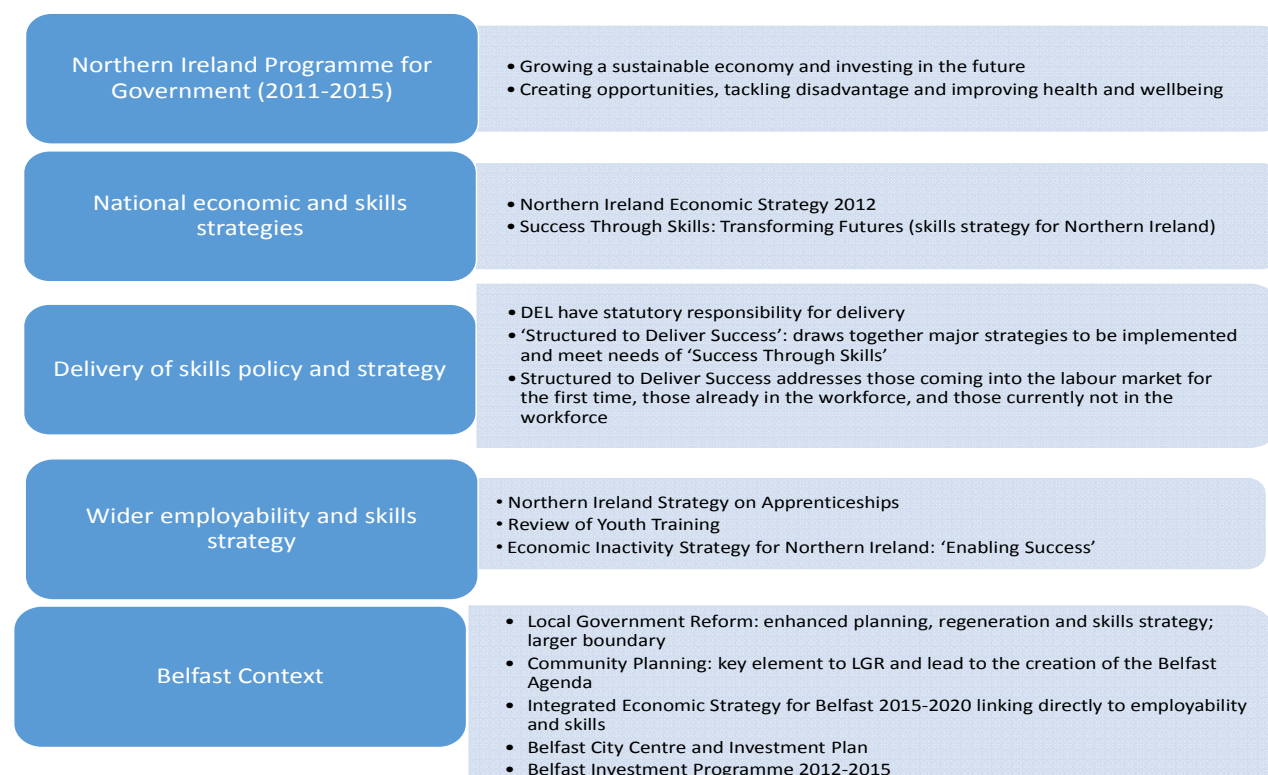 Northern Ireland Programme for
Government (2011-2015)
• Growing a sustainable economy and investing in the future
• Creating opportunities, tackling disadvantage and improving health and wellbeing
National economic and skills
strategies
• Northern Ireland Economic Strategy 2012
• Success Through Skills: Transforming Futures (skills strategy for Northern Ireland)
Delivery of skills policy and strategy
• DEL have statutory responsibility for delivery
• ‘Structured to Deliver Success’: draws together major strategies to be implemented
and meet needs of ‘Success Through Skills’
• Structured to Deliver Success addresses those coming into the labour market for
the first time, those already in the workforce, and those currently not in the
workforce
Wider employability and skills
strategy
• Northern Ireland Strategy on Apprenticeships
• Review of Youth Training
• Economic Inactivity Strategy for Northern Ireland: ‘Enabling Success’
Belfast Context
• Local Government Reform: enhanced planning, regeneration and skills strategy;
larger boundary
• Community Planning: key element to LGR and lead to the creation of the Belfast
Agenda
• Integrated Economic Strategy for Belfast 2015-2020 linking directly to employability
and skills
• Belfast City Centre and Investment Plan
• Belfast Investment Programme 2012-2015